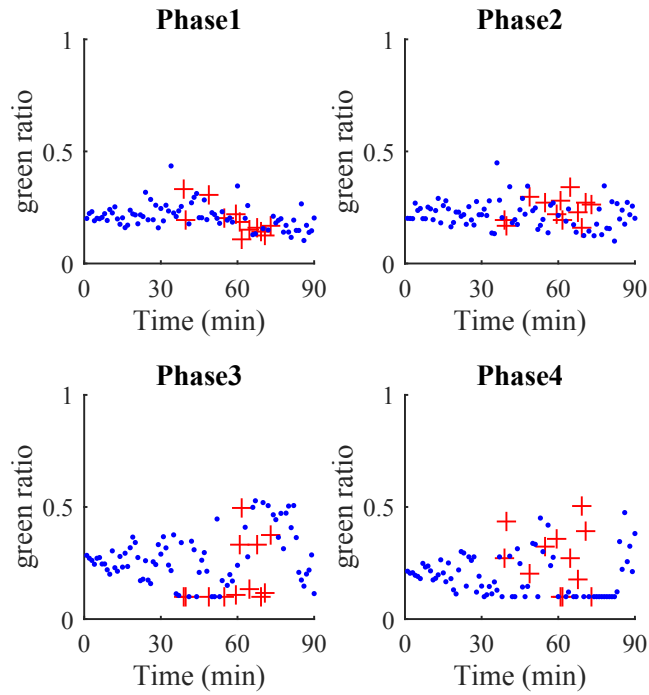 Phase1
1
0.5
0
green ratio
0 30 60 90
Time (min)
Phase2
1
0.5
0
green ratio
0 30 60 90
Time (min)
Phase3
1
0.5
0
green ratio
0 30 60 90
Time (min)
Phase4
1
0.5
0
green ratio
0 30 60 90
Time (min)